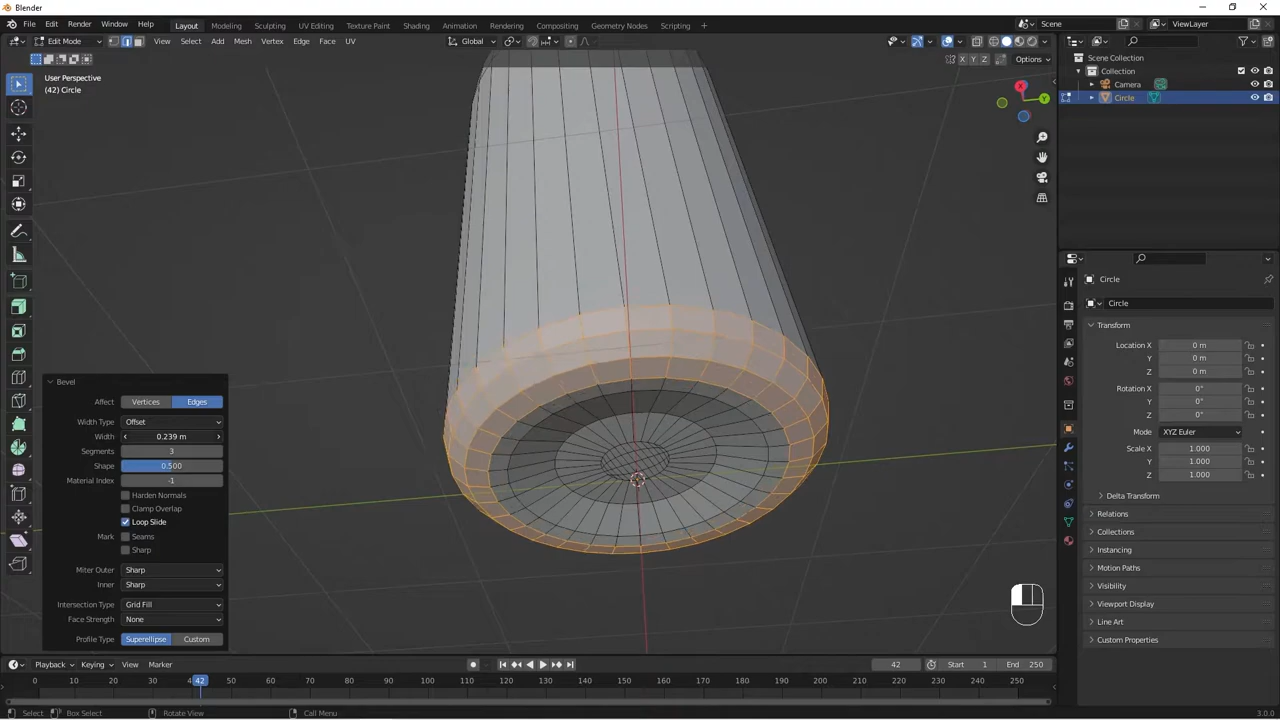 Blender
File Edit Render Window Help Layout Modeling Sculpting UV Editing Texture Paint Shading Animation Rendering Compositing Geometry Nodes Scripting + Scene ViewLayer
Edit Mode View Select Add Mesh Vertex Edge Face UV Global
X Y Z Options
User Perspective
(42) Circle
X
Y
Z
Scene Collection
Collection
Camera
Circle
Circle
Circle
Transform
Location X 0 m
Y 0 m
Z 0 m
Rotation X 0°
Y 0°
Z 0°
Mode XYZ Euler
Scale X 1.000
Y 1.000
Z 1.000
Delta Transform
Relations
Collections
Instancing
Motion Paths
Visibility
Viewport Display
Line Art
Custom Properties
Bevel
Affect Vertices Edges
Width Type Offset
Width 0.239 m
Segments 3
Shape 0.500
Material Index -1
Harden Normals
Clamp Overlap
Loop Slide
Mark Seams
Sharp
Miter Outer Sharp
Inner Sharp
Intersection Type Grid Fill
Face Strength None
Profile Type Superellipse Custom
Playback Keying View Marker 42 Start 1 End 250
0 10 20 30 4 42 50 60 70 80 90 100 110 120 130 140 150 160 170 180 190 200 210 220 230 240 250
Select Box Select Rotate View Call Menu 3.0.0